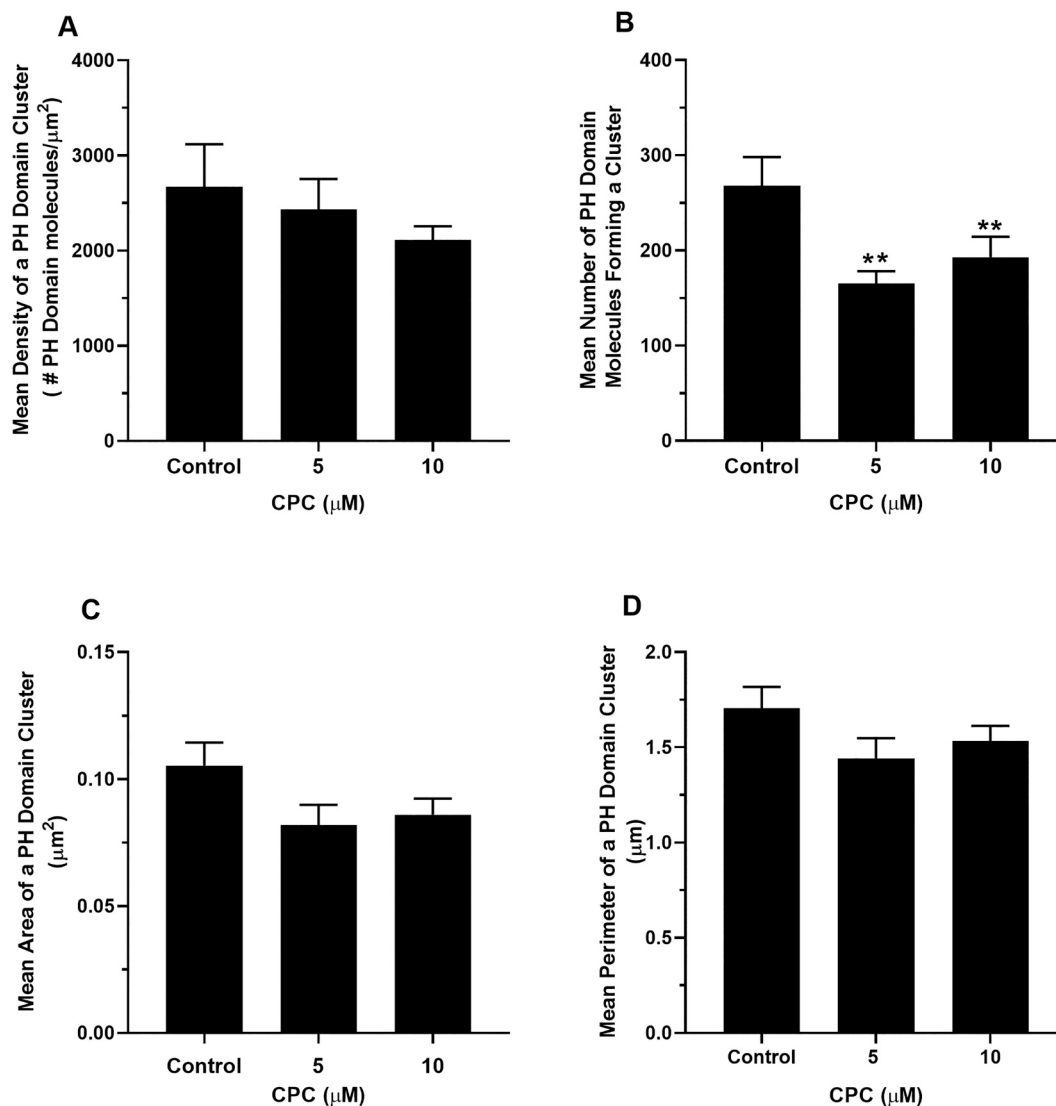 A
Mean Density of a PH Domain Cluster
( # PH Domain molecules/μm²)
4000
3000
2000
1000
0
Control 5 10
CPC (μM)
B
Mean Number of PH Domain
Molecules Forming a Cluster
400
300
200
100
0
** **
Control 5 10
CPC (μM)
C
Mean Area of a PH Domain Cluster
(μm²)
0.15
0.10
0.05
0.00
Control 5 10
CPC (μM)
D
Mean Perimeter of a PH Domain Cluster
(μm)
2.0
1.5
1.0
0.5
0.0
Control 5 10
CPC (μM)